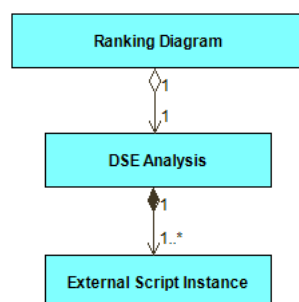 Ranking Diagram
1
1
DSE Analysis
1
1..*
External Script Instance